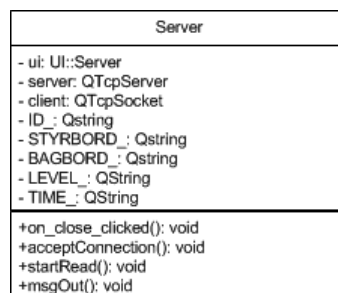 Server
- ui: UI::Server
- server: QTcpServer
- client: QTcpSocket
- ID_: Qstring
- STYRBORD_: Qstring
- BAGBORD_: Qstring
- LEVEL_: QString
- TIME_: QString
+on_close_clicked(): void
+acceptConnection(): void
+startRead(): void
+msgOut(): void